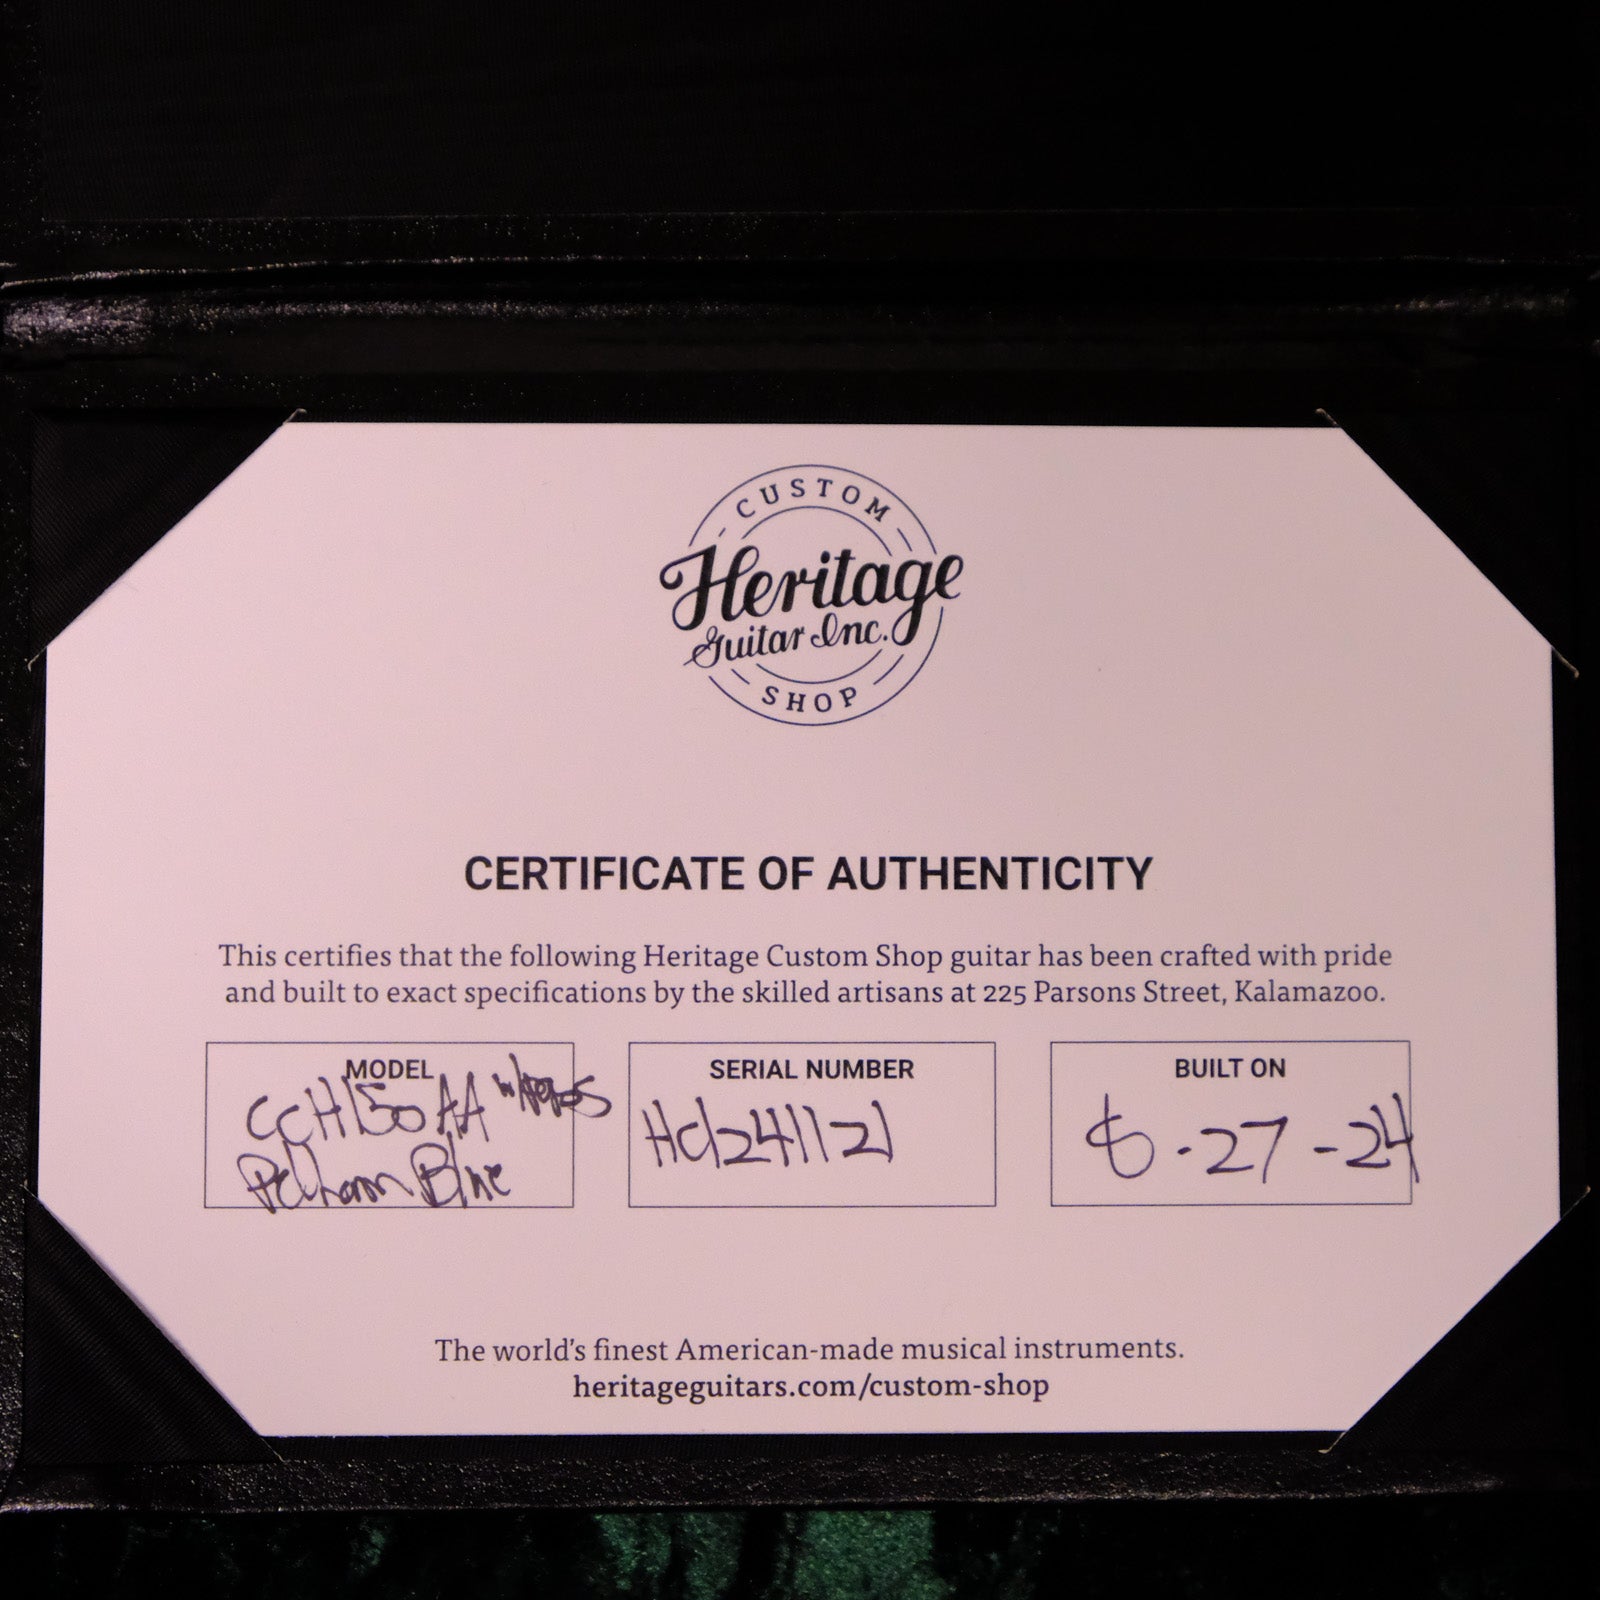 CUSTOM
Heritage
Guitar Inc.
SHOP
CERTIFICATE OF AUTHENTICITY
This certifies that the following Heritage Custom Shop guitar has been crafted with pride
and built to exact specifications by the skilled artisans at 225 Parsons Street, Kalamazoo.
MODEL
CCH150 AA
Pelham Blue
SERIAL NUMBER
HC1241121
BUILT ON
8-27-24
The world's finest American-made musical instruments.
heritageguitars.com/custom-shop